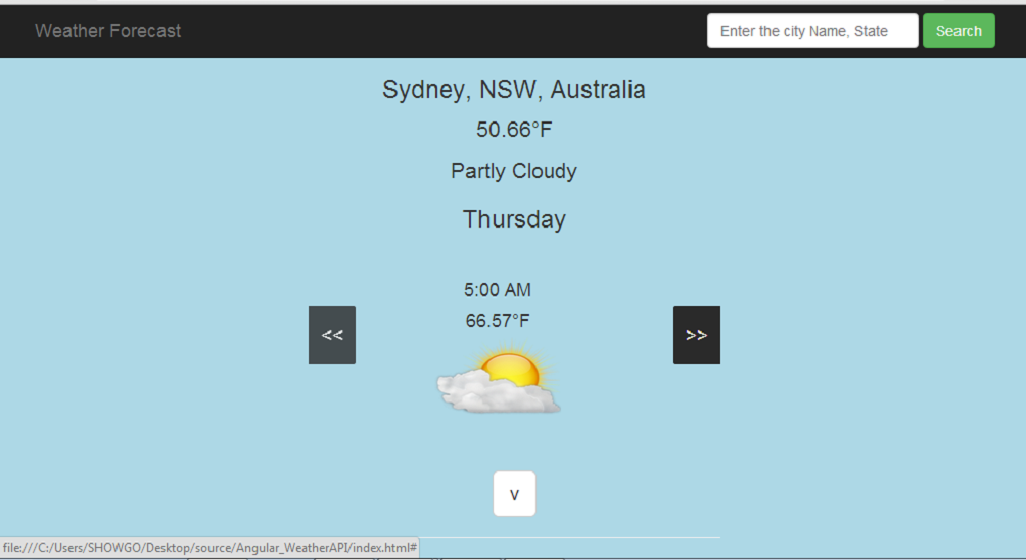 Weather Forecast
Enter the city Name, State
Search
Sydney, NSW, Australia
50.66°F
Partly Cloudy
Thursday
5:00 AM
66.57°F
<<
>>
v
file:///C:/Users/SHOWGO/Desktop/source/Angular_WeatherAPI/index.html#